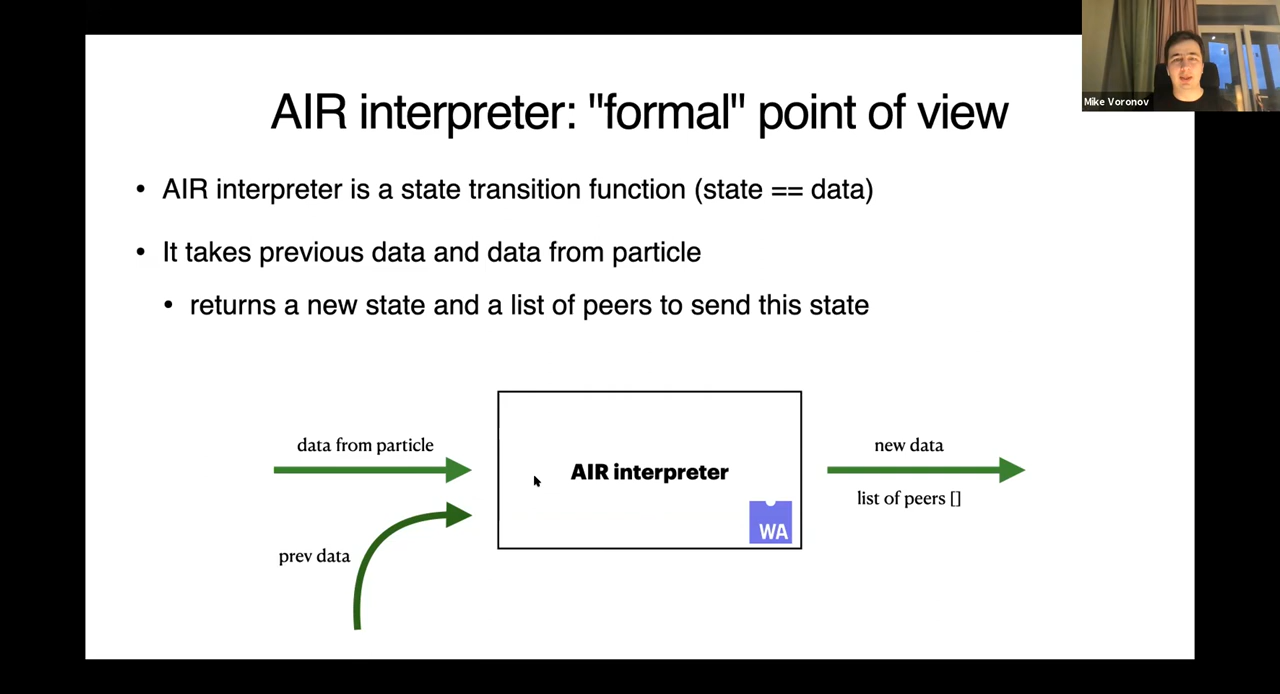 AIR interpreter: "formal" point of view
Mike Voronov
• AIR interpreter is a state transition function (state == data)
• It takes previous data and data from particle
• returns a new state and a list of peers to send this state
data from particle
prev data
AIR interpreter
WA
new data
list of peers []